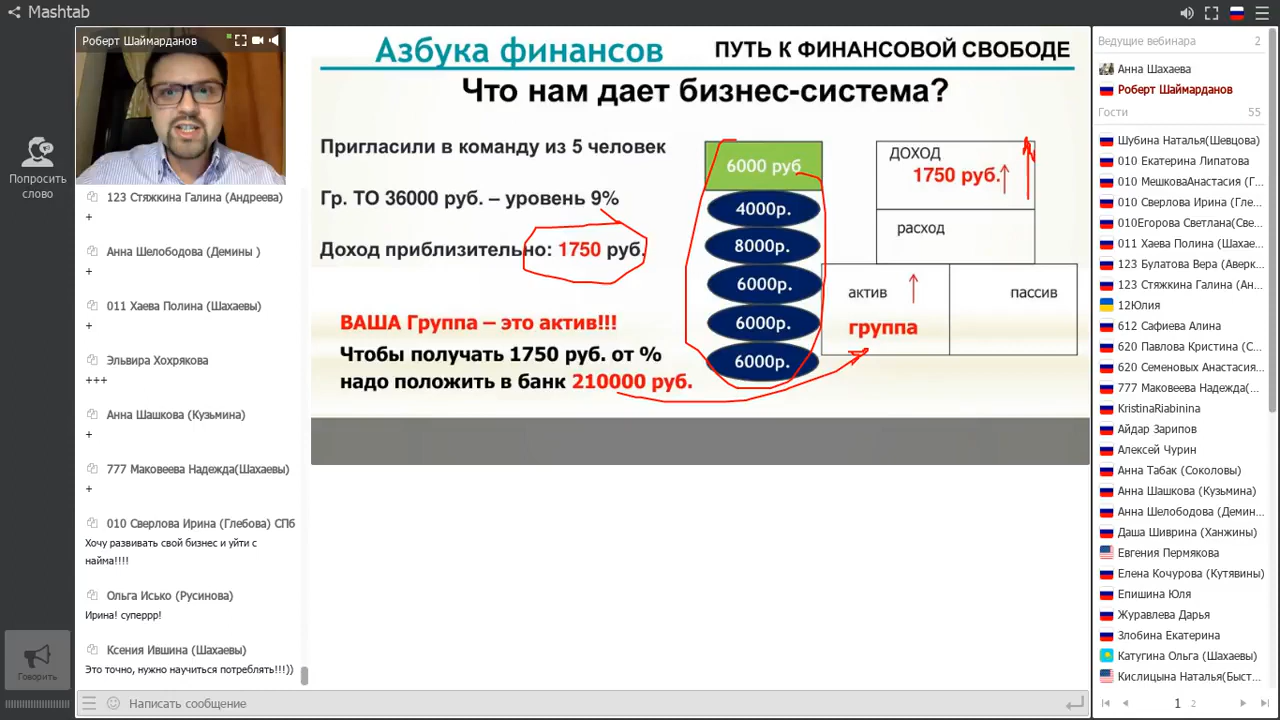 Mashtab
Роберт Шаймарданов
Попросить
слово
Говорить
123 Стяжкина Галина (Андреева)
+
Анна Шелободова (Демины )
+
011 Хаева Полина (Шахаевы)
+
Эльвира Хохрякова
+++
Анна Шашкова (Кузьмина)
+
777 Маковеева Надежда(Шахаевы)
+
010 Сверлова Ирина (Глебова) СПб
Хочу развивать свой бизнес и уйти с
найма!!!!
Ольга Исько (Русинова)
Ирина! суперрр!
Ксения Ившина (Шахаевы)
Это точно, нужно научиться потреблять!!!))
Написать сообщение
Азбука финансов
ПУТЬ К ФИНАНСОВОЙ СВОБОДЕ
Что нам дает бизнес-система?
Пригласили в команду из 5 человек
Гр. ТО 36000 руб. – уровень 9%
Доход приблизительно: 1750 руб.
ВАША Группа – это актив!!!
Чтобы получать 1750 руб. от %
надо положить в банк 210000 руб.
6000 руб
4000р.
8000р.
6000р.
6000р.
6000р.
ДОХОД
1750 руб.
расход
актив
группа
пассив
Ведущие вебинара 2
Анна Шахаева
Роберт Шаймарданов
Гости 55
Шубина Наталья(Шевцова)
010 Екатерина Липатова
010 МешковаАнастасия (Г...
010 Сверлова Ирина (Гле...
010Егорова Светлана(Све...
011 Хаева Полина (Шахае...
123 Булатова Вера (Аверк...
123 Стяжкина Галина (Ан...
12Юлия
612 Сафиева Алина
620 Павлова Кристина (С...
620 Семеновых Анастасия...
777 Маковеева Надежда(...
KristinaRiabinina
Айдар Зарипов
Алексей Чурин
Анна Табак (Соколовы)
Анна Шашкова (Кузьмина)
Анна Шелободова (Демин...
Даша Шиврина (Ханжины)
Евгения Пермякова
Елена Кочурова (Кутявины)
Епишина Юля
Журавлева Дарья
Злобина Екатерина
Катугина Ольга (Шахаевы)
Кислицына Наталья(Быст...
1 2